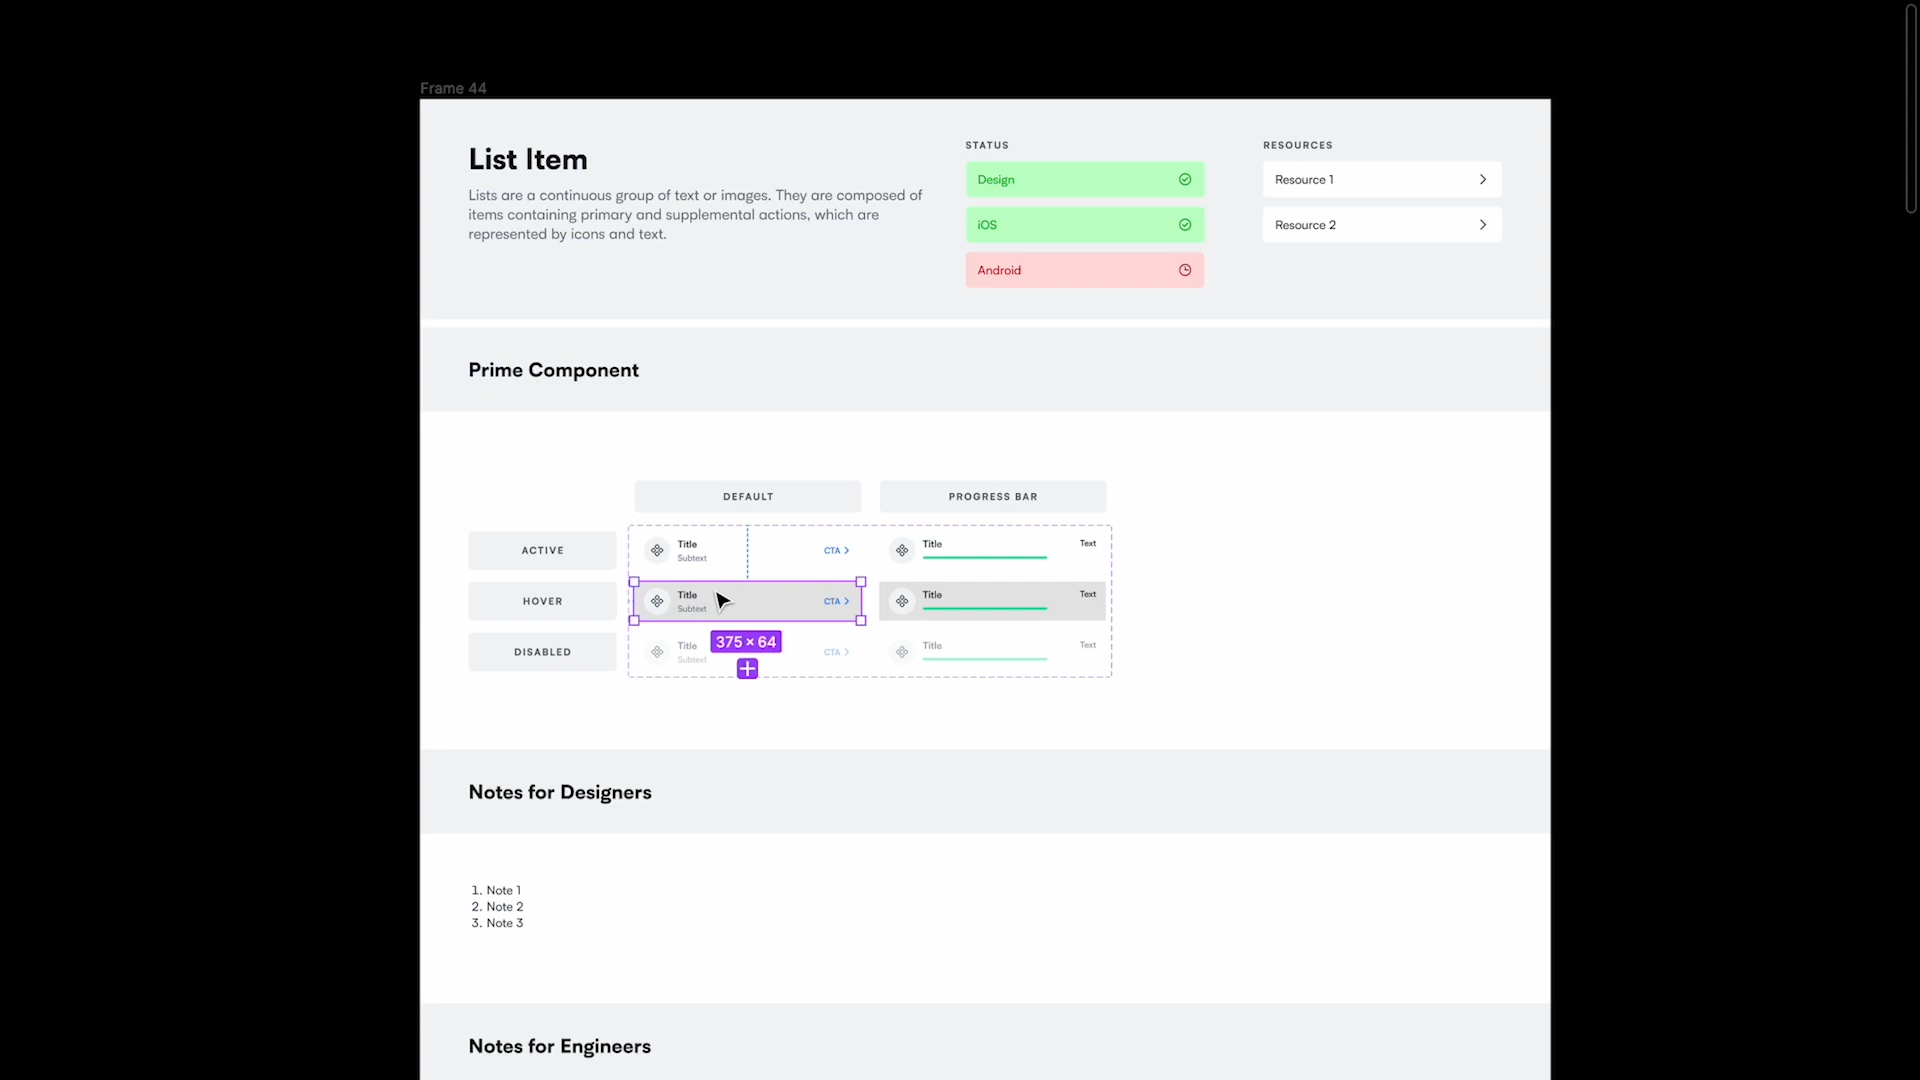 Frame 44
List Item
Lists are a continuous group of text or images. They are composed of
items containing primary and supplemental actions, which are
represented by icons and text.
STATUS
Design
iOS
Android
RESOURCES
Resource 1
Resource 2
Prime Component
DEFAULT
PROGRESS BAR
ACTIVE
Title
Subtext
CTA
Title
Text
HOVER
Title
Subtext
CTA
Title
Text
DISABLED
Title
Subtext
375 × 64
CTA
Title
Text
Notes for Designers
1. Note 1
2. Note 2
3. Note 3
Notes for Engineers